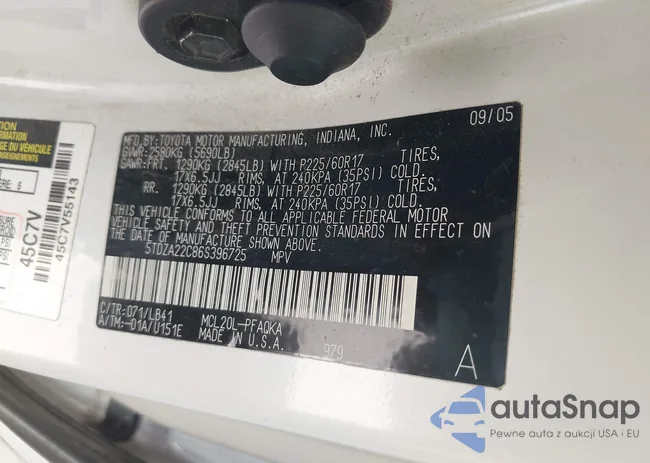 MFD.BY:TOYOTA MOTOR MANUFACTURING, INDIANA, INC. 09/05
GVWR:2580KG (5690LB)
GAWR:FRT. 1290KG (2845LB) WITH P225/60R17 TIRES,
17X6.5JJ RIMS, AT 240KPA (35PSI) COLD.
RR. 1290KG (2845LB) WITH P225/60R17 TIRES,
17X6.5JJ RIMS, AT 240KPA (35PSI) COLD.
THIS VEHICLE CONFORMS TO ALL APPLICABLE FEDERAL MOTOR
VEHICLE SAFETY AND THEFT PREVENTION STANDARDS IN EFFECT ON
THE DATE OF MANUFACTURE SHOWN ABOVE.
5TDZA22C86S396725 MPV
C/TR:071/LB41 MCL20L-PFAQKA
A/TM:-01A/U151E MADE IN U.S.A. 979 A
45C7V
45C7V55143
DU VÉHICULE
autaSnap
Pewne auta z aukcji USA i EU